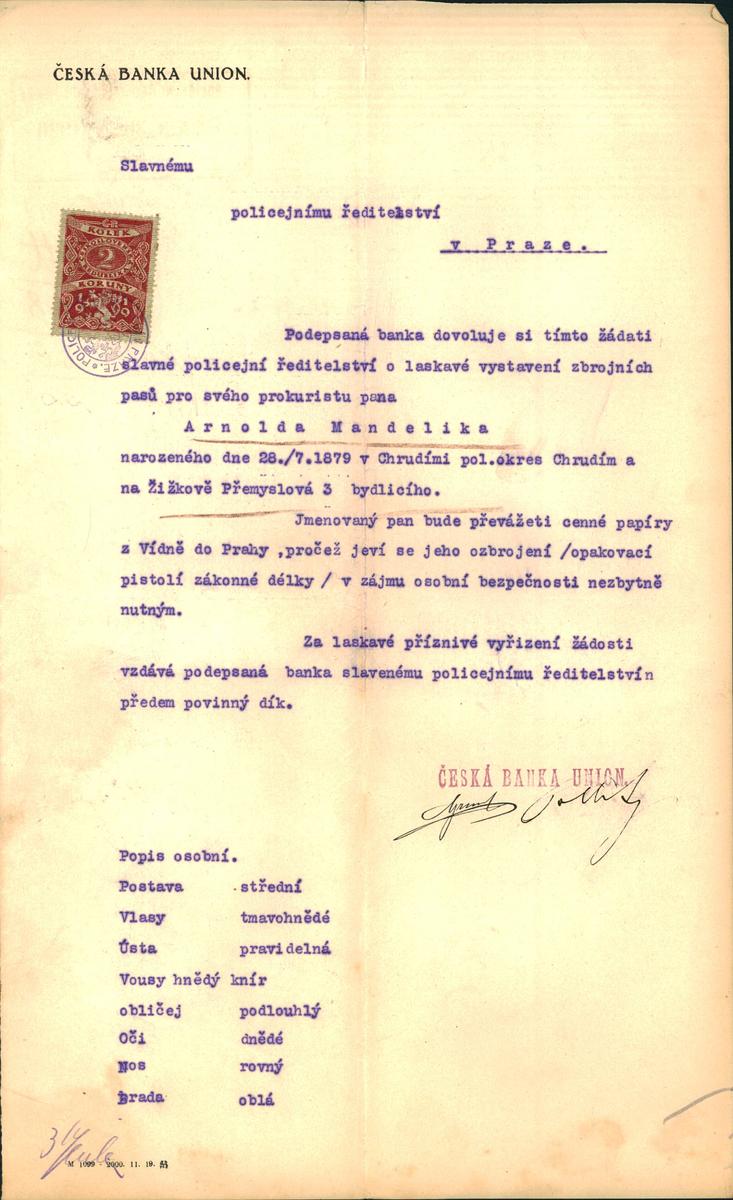 ČESKÁ BANKA UNION.
Slavnému
policejnímu ředitelství
v Praze.
KOLEK
2
KORUNY
1919
Podepsaná banka dovoluje si tímto žádati
slavné policejní ředitelství o laskavé vystavení zbrojních
pasů pro svého prokuristu pana
Arnolda Mandelika
narozeného dne 28./7.1879 v Chrudími pol.okres Chrudím a
na Žižkově Přemyslová 3 bydlicího.
Jmenovaný pan bude převážeti cenné papíry
z Vídně do Prahy ,pročež jeví se jeho ozbrojení /opakovací
pistolí zákonné délky / v zájmu osobní bezpečnosti nezbytně
nutným.
Za laskavé příznivé vyřizení žádosti
vzdává podepsaná banka slavenému policejnímu ředitelstvín
předem povinný dík.
ČESKÁ BANKA UNION.
Popis osobní.
Postava střední
Vlasy tmavohnědé
Ústa pravidelná
Vousy hnědý knír
obličej podlouhlý
Oči dnědé
Nos rovný
brada oblá
M 1099 - 2000. 11. 19.